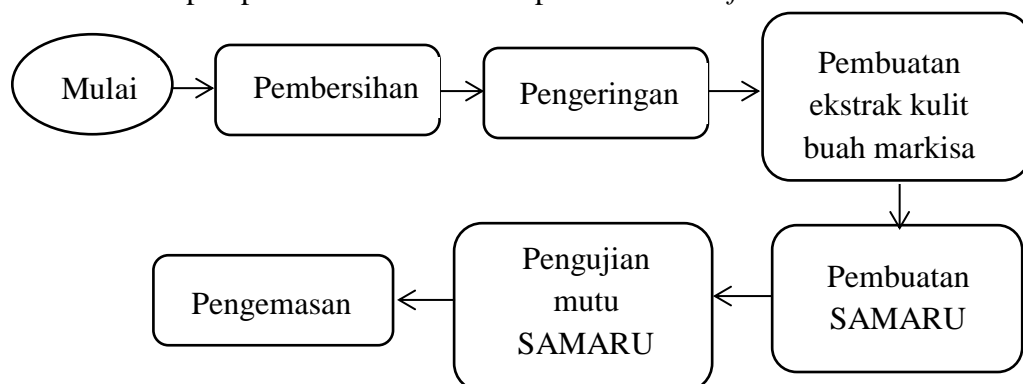 Mulai
Pembersihan
Pengeringan
Pembuatan
ekstrak kulit
buah markisa
Pembuatan
SAMARU
Pengujian
mutu
SAMARU
Pengemasan